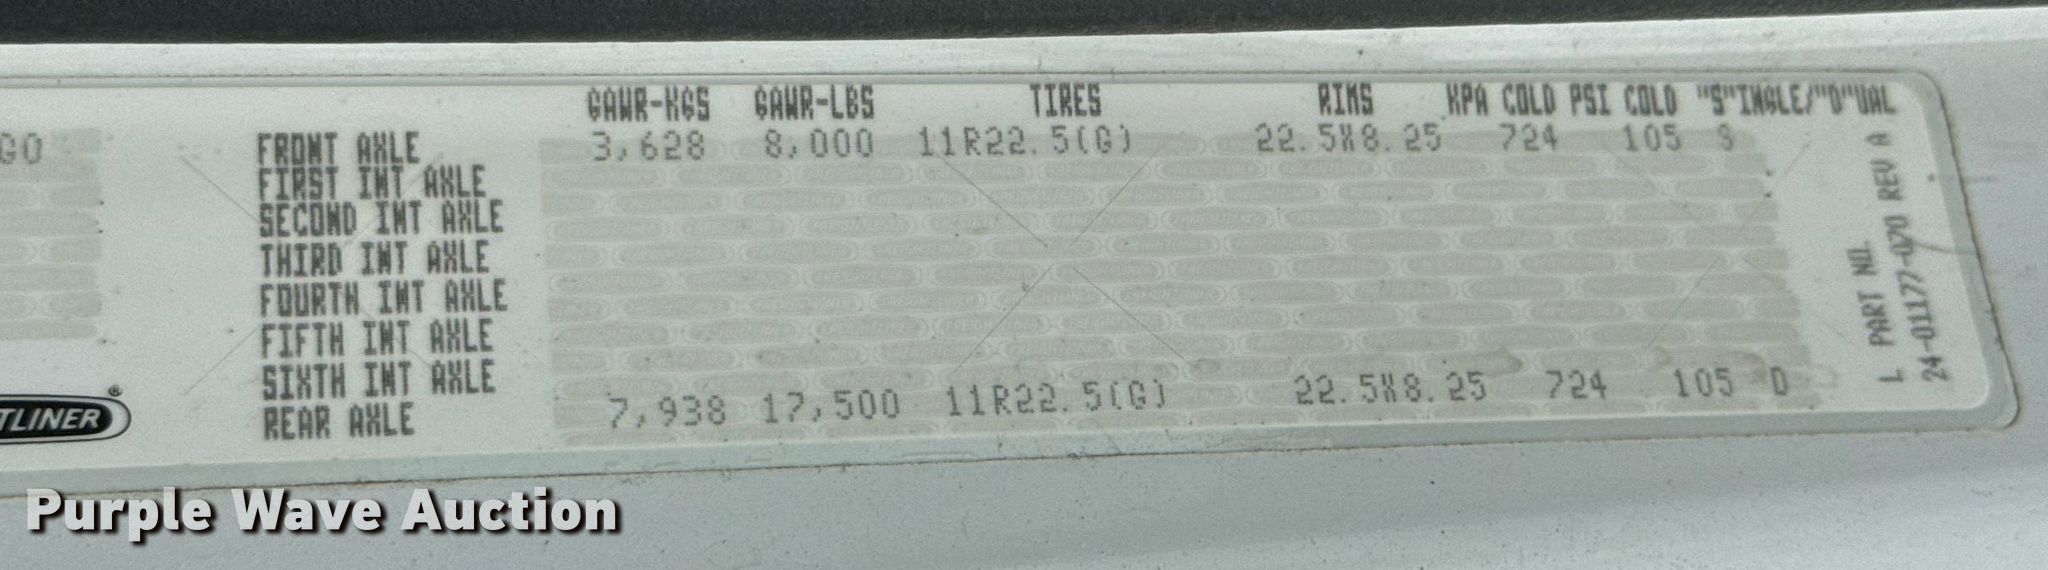 GAWR-KGS GAWR-LBS TIRES RIMS KPA COLD PSI COLD "S"INGLE/"D"UAL
GO
FRONT AXLE 3,628 8,000 11R22.5(G) 22.5X8.25 724 105 S
FIRST INT AXLE
SECOND INT AXLE
THIRD INT AXLE
FOURTH INT AXLE
FIFTH INT AXLE
SIXTH INT AXLE
REAR AXLE 7,938 17,500 11R22.5(G) 22.5X8.25 724 105 D
TLINER®
L PART NO.
24-01177-020 REV A
Purple Wave Auction